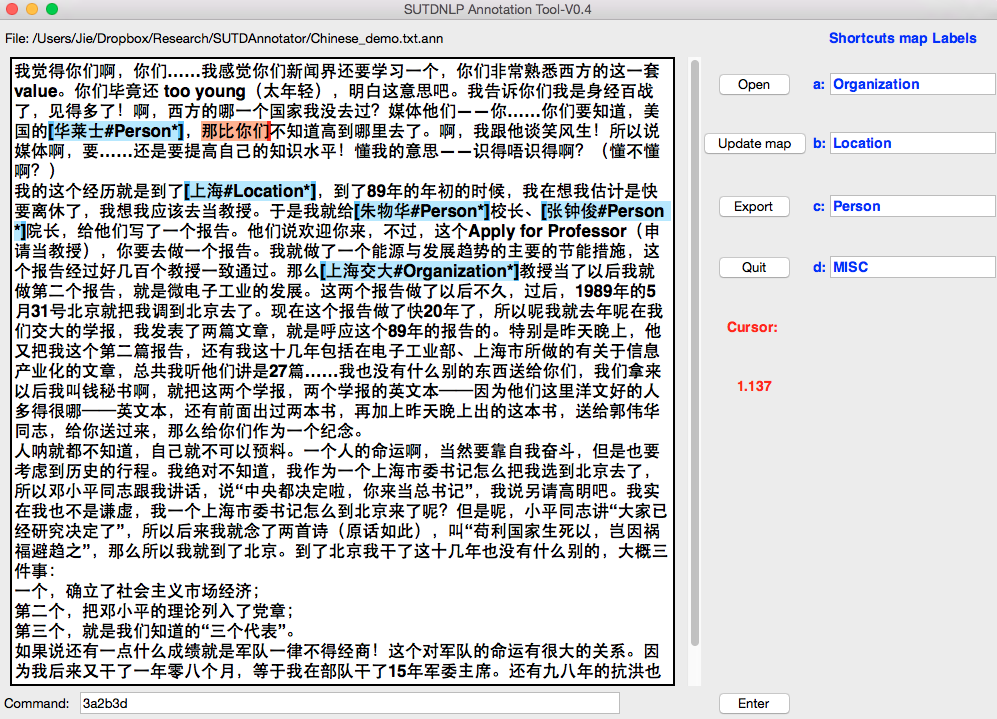 SUTDNLP Annotation Tool-V0.4
File: /Users/Jie/Dropbox/Research/SUTDAnnotator/Chinese_demo.txt.ann
Shortcuts map Labels
我觉得你们啊，你们……我感觉你们新闻界还要学习一个，你们非常熟悉西方的这一套
value。你们毕竟还 too young（太年轻），明白这意思吧。我告诉你们我是身经百战
了，见得多了！啊，西方的哪一个国家我没去过？媒体他们——你……你们要知道，美
国的[华莱士#Person*]，那比你们不知道高到哪里去了。啊，我跟他谈笑风生！所以说
媒体啊，要……还是要提高自己的知识水平！懂我的意思——识得唔识得啊？（懂不懂
啊？）
我的这个经历就是到了[上海#Location*]，到了89年的年初的时候，我在想我估计是快
要离休了，我想我应该去当教授。于是我就给[朱物华#Person*]校长、[张钟俊#Person
*]院长，给他们写了一个报告。他们说欢迎你来，不过，这个Apply for Professor（申
请当教授），你要去做一个报告。我就做了一个能源与发展趋势的主要的节能措施，这
个报告经过好几百个教授一致通过。那么[上海交大#Organization*]教授当了以后我就
做第二个报告，就是微电子工业的发展。这两个报告做了以后不久，过后，1989年的5
月31号北京就把我调到北京去了。现在这个报告做了快20年了，所以呢我就去年呢在我
们交大的学报，我发表了两篇文章，就是呼应这个89年的报告的。特别是昨天晚上，他
又把我这个第二篇报告，还有我这十几年包括在电子工业部、上海市所做的有关于信息
产业化的文章，总共我听他们讲是27篇……我也没有什么别的东西送给你们，我们拿来
以后我叫钱秘书啊，就把这两个学报，两个学报的英文本——因为他们这里洋文好的人
多得很哪——英文本，还有前面出过两本书，再加上昨天晚上出的这本书，送给郭伟华
同志，给你送过来，那么给你们作为一个纪念。
人呐就都不知道，自己就不可以预料。一个人的命运啊，当然要靠自我奋斗，但是也要
考虑到历史的行程。我绝对不知道，我作为一个上海市委书记怎么把我选到北京去了，
所以邓小平同志跟我讲话，说“中央都决定啦，你来当总书记”，我说另请高明吧。我实
在我也不是谦虚，我一个上海市委书记怎么到北京来了呢？但是呢，小平同志讲“大家已
经研究决定了”，所以后来我就念了两首诗（原话如此），叫“苟利国家生死以，岂因祸
福避趋之”，那么所以我就到了北京。到了北京我干了这十几年也没有什么别的，大概三
件事：
一个，确立了社会主义市场经济；
第二个，把邓小平的理论列入了党章；
第三个，就是我们知道的“三个代表”。
如果说还有一点什么成绩就是军队一律不得经商！这个对军队的命运有很大的关系。因
为我后来又干了一年零八个月，等于我在部队干了15年军委主席。还有九八年的抗洪也
Open
a: Organization
Update map
b: Location
Export
c: Person
Quit
d: MISC
Cursor:
1.137
Command: 3a2b3d
Enter